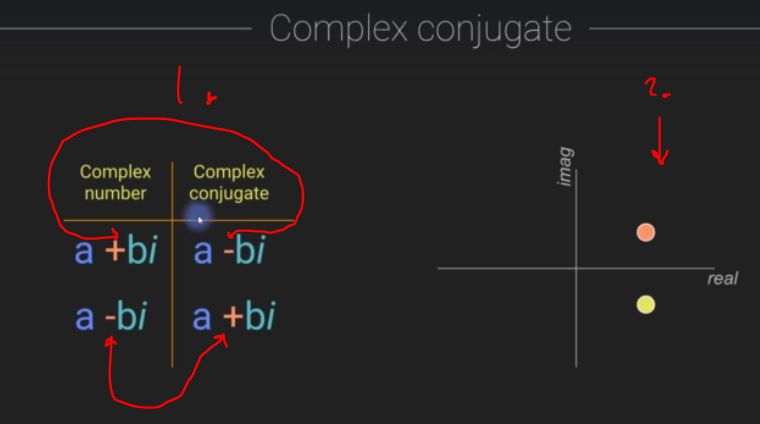 Complex conjugate
1.
2.
Complex number
Complex conjugate
a +bi
a -bi
a -bi
a +bi
imag
real